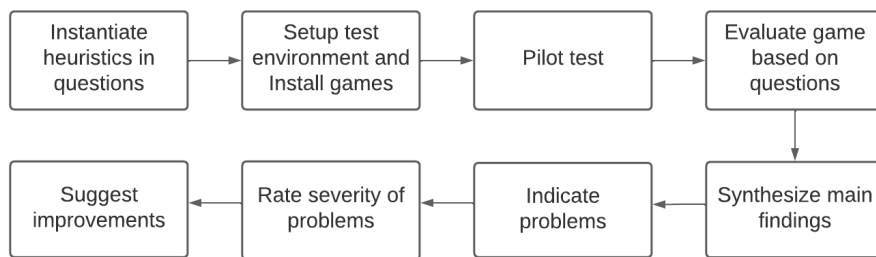 Instantiate
heuristics in
questions
Setup test
environment and
Install games
Pilot test
Evaluate game
based on
questions
Synthesize main
findings
Indicate
problems
Rate severity of
problems
Suggest
improvements